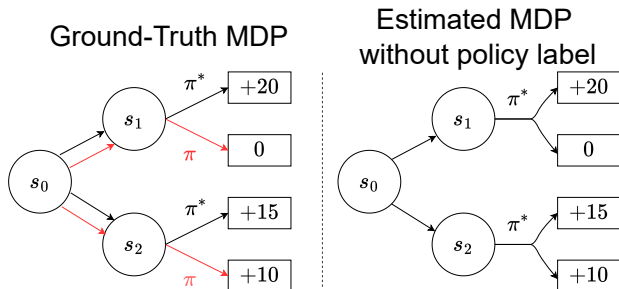 Ground-Truth MDP
π*
+20
s₁
π
0
s₀
π*
+15
s₂
π
+10
Estimated MDP
without policy label
π*
+20
s₁
0
s₀
π*
+15
s₂
+10